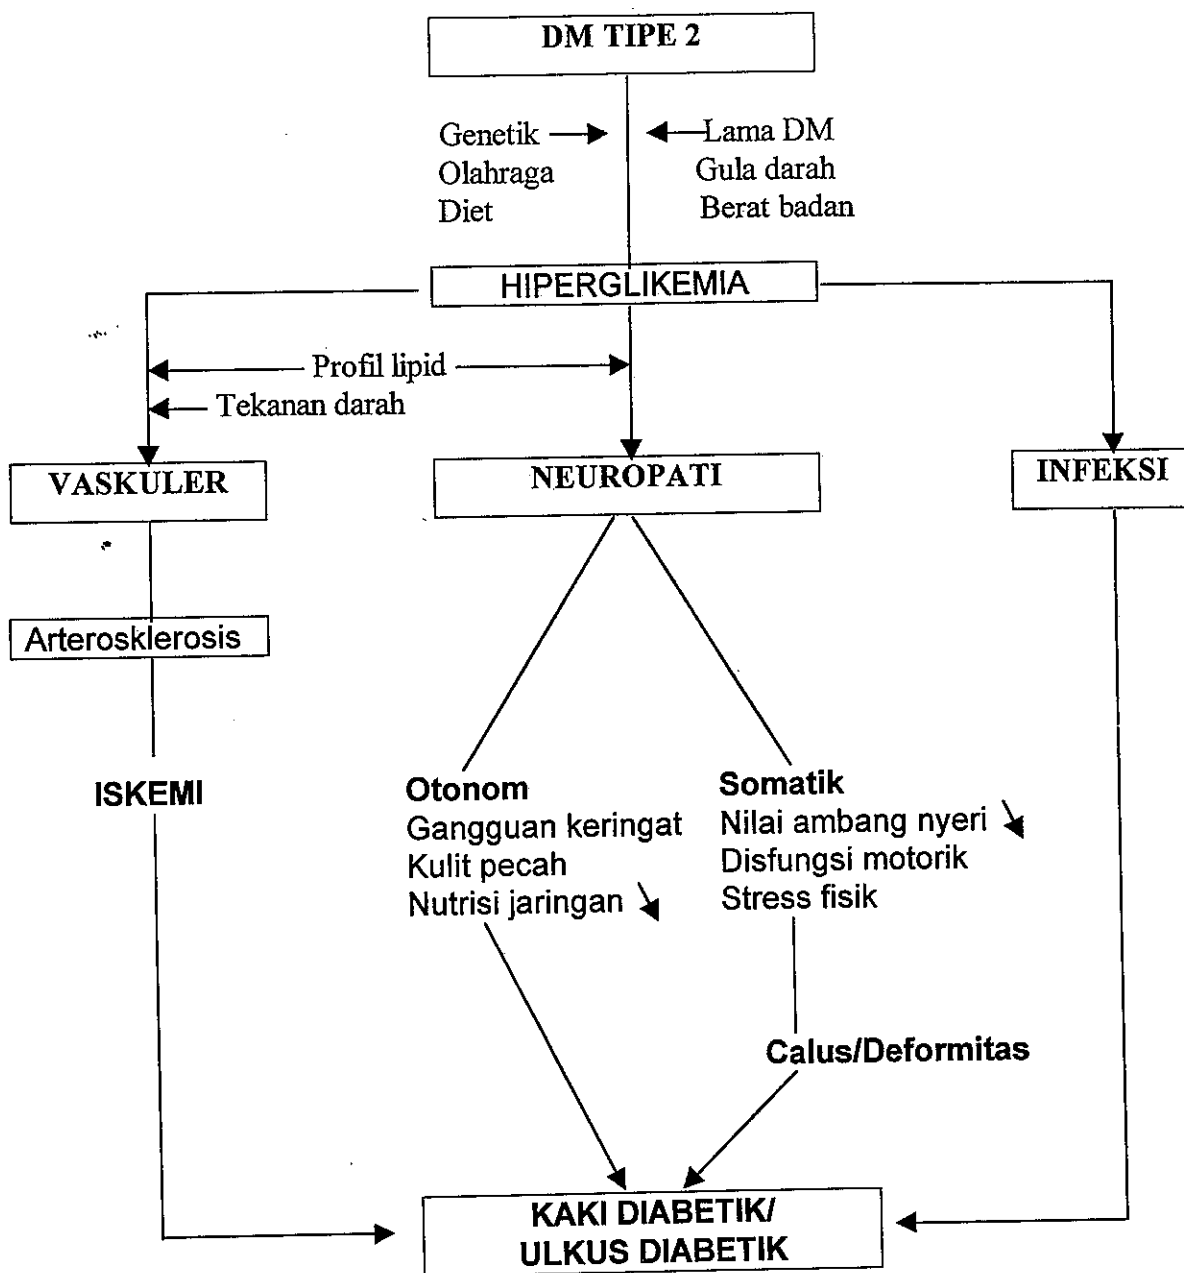 DM TIPE 2
Genetik
Olahraga
Diet
Lama DM
Gula darah
Berat badan
HIPERGLIKEMIA
Profil lipid
Tekanan darah
VASKULER
NEUROPATI
INFEKSI
Arterosklerosis
ISKEMI
Otonom
Gangguan keringat
Kulit pecah
Nutrisi jaringan
Somatik
Nilai ambang nyeri
Disfungsi motorik
Stress fisik
Calus/Deformitas
KAKI DIABETIK/
ULKUS DIABETIK